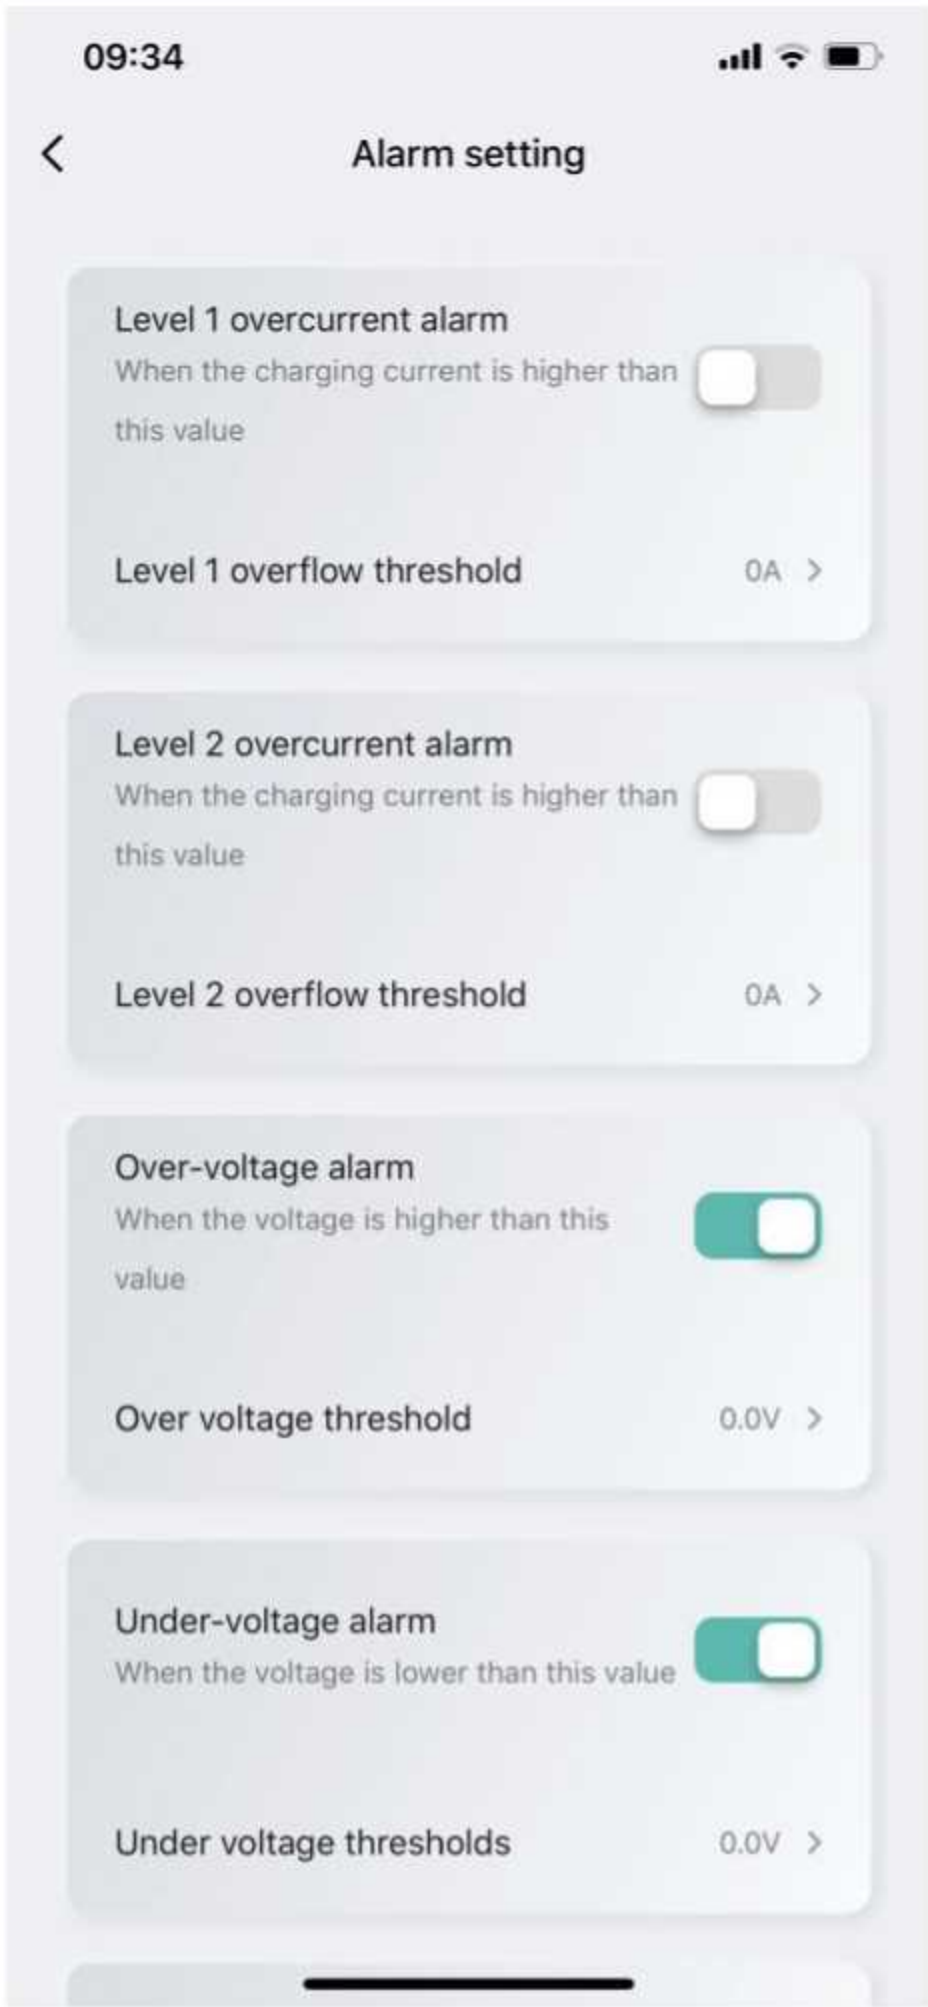 09:34
Alarm setting
Level 1 overcurrent alarm
When the charging current is higher than
this value
Level 1 overflow threshold 0A
Level 2 overcurrent alarm
When the charging current is higher than
this value
Level 2 overflow threshold 0A
Over-voltage alarm
When the voltage is higher than this
value
Over voltage threshold 0.0V
Under-voltage alarm
When the voltage is lower than this value
Under voltage thresholds 0.0V